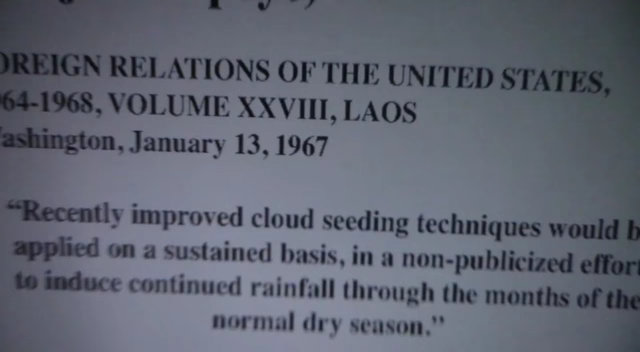 OREIGN RELATIONS OF THE UNITED STATES,
64-1968, VOLUME XXVIII, LAOS
ashington, January 13, 1967
“Recently improved cloud seeding techniques would b
applied on a sustained basis, in a non-publicized effort
to induce continued rainfall through the months of the
normal dry season.”